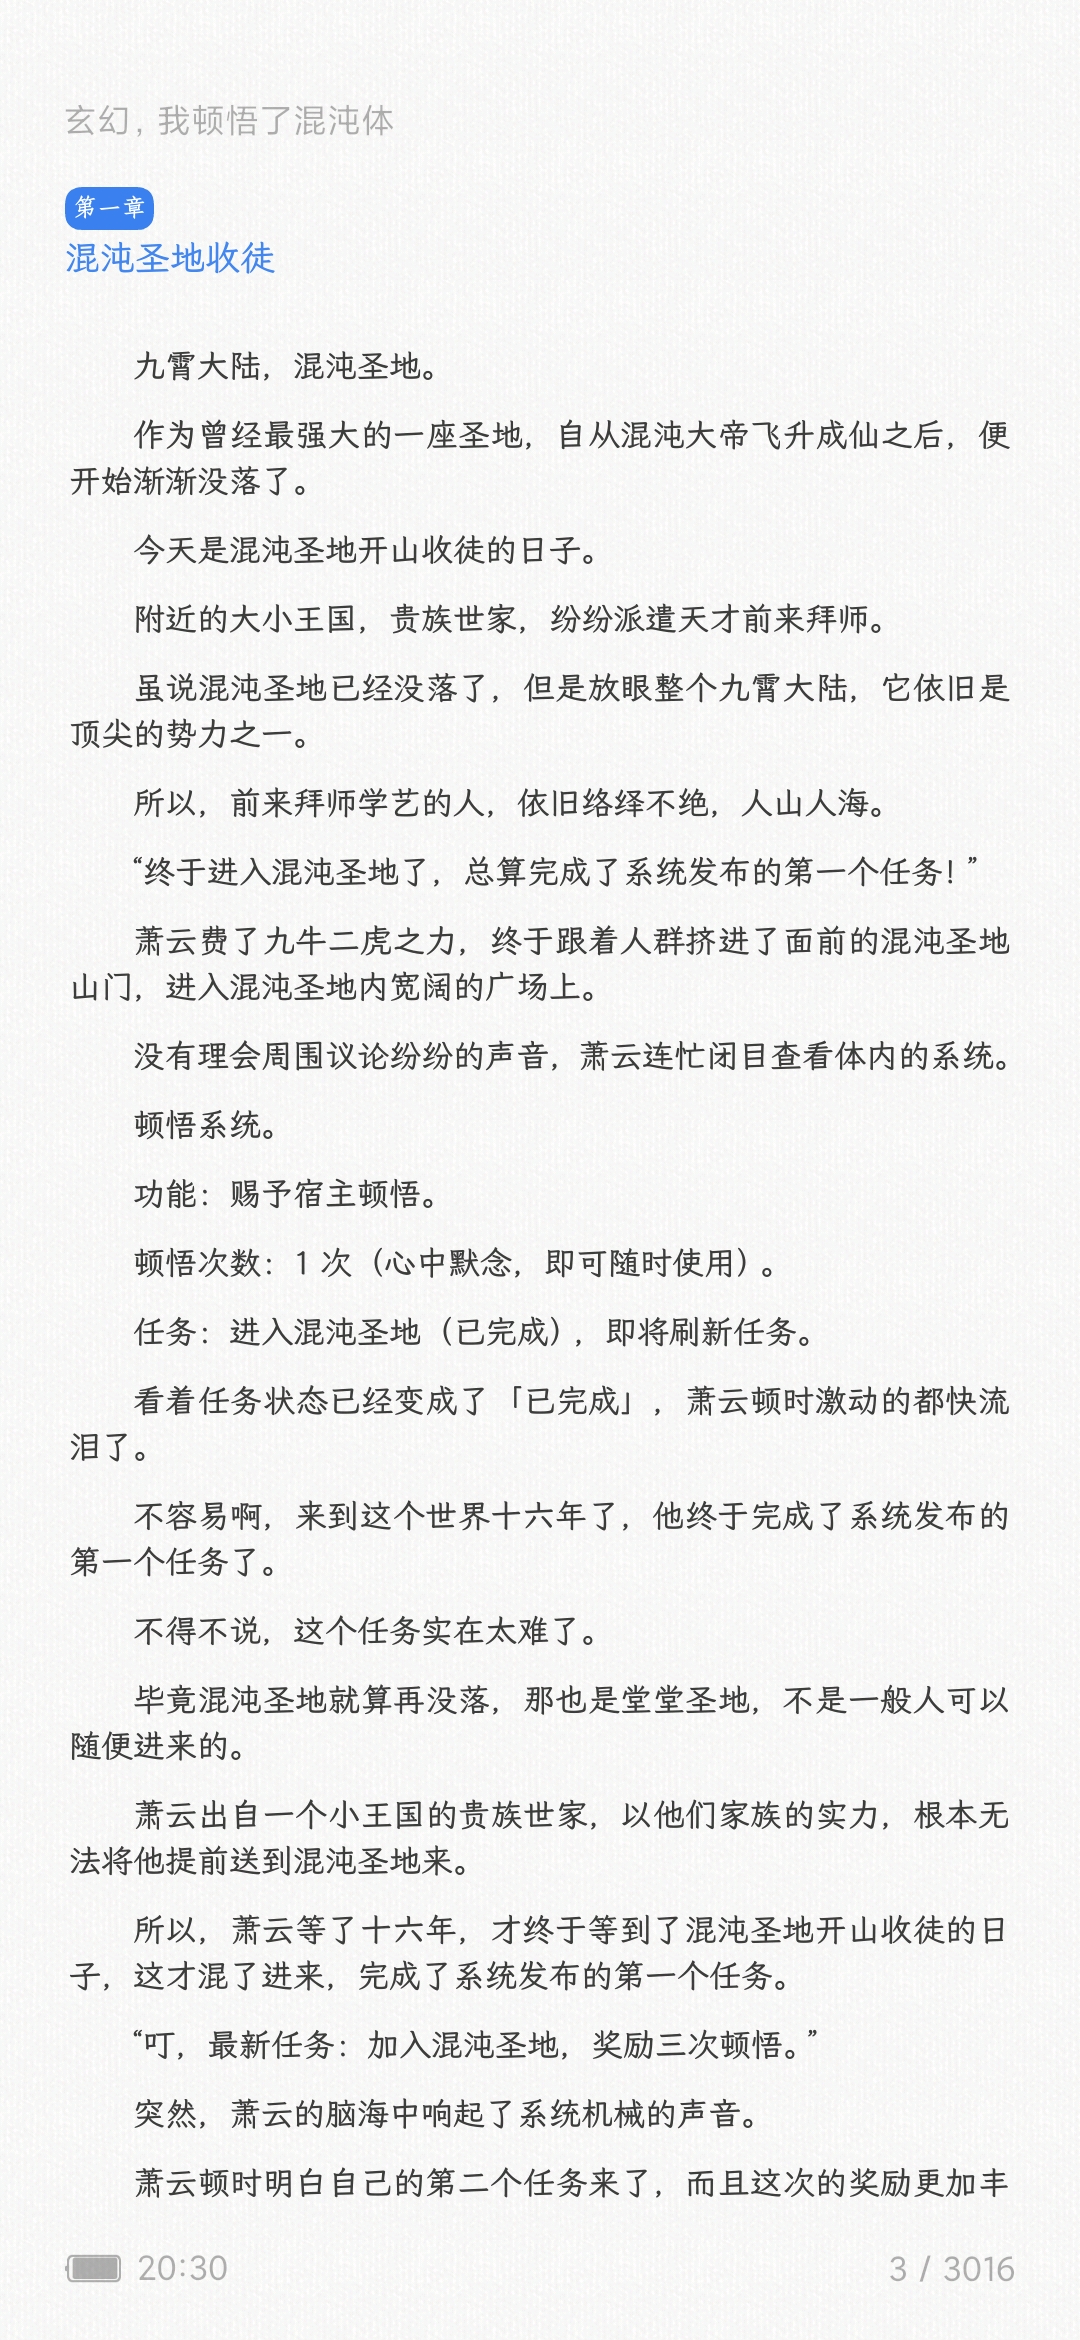 玄幻，我顿悟了混沌体
第一章
混沌圣地收徒
九霄大陆，混沌圣地。
作为曾经最强大的一座圣地，自从混沌大帝飞升成仙之后，便
开始渐渐没落了。
今天是混沌圣地开山收徒的日子。
附近的大小王国，贵族世家，纷纷派遣天才前来拜师。
虽说混沌圣地已经没落了，但是放眼整个九霄大陆，它依旧是
顶尖的势力之一。
所以，前来拜师学艺的人，依旧络绎不绝，人山人海。
“终于进入混沌圣地了，总算完成了系统发布的第一个任务！”
萧云费了九牛二虎之力，终于跟着人群挤进了面前的混沌圣地
山门，进入混沌圣地内宽阔的广场上。
没有理会周围议论纷纷的声音，萧云连忙闭目查看体内的系统。
顿悟系统。
功能：赐予宿主顿悟。
顿悟次数：1 次（心中默念，即可随时使用）。
任务：进入混沌圣地（已完成），即将刷新任务。
看着任务状态已经变成了「已完成」，萧云顿时激动的都快流
泪了。
不容易啊，来到这个世界十六年了，他终于完成了系统发布的
第一个任务了。
不得不说，这个任务实在太难了。
毕竟混沌圣地就算再没落，那也是堂堂圣地，不是一般人可以
随便进来的。
萧云出自一个小王国的贵族世家，以他们家族的实力，根本无
法将他提前送到混沌圣地来。
所以，萧云等了十六年，才终于等到了混沌圣地开山收徒的日
子，这才混了进来，完成了系统发布的第一个任务。
“叮，最新任务：加入混沌圣地，奖励三次顿悟。”
突然，萧云的脑海中响起了系统机械的声音。
萧云顿时明白自己的第二个任务来了，而且这次的奖励更加丰
20:30
3 / 3016